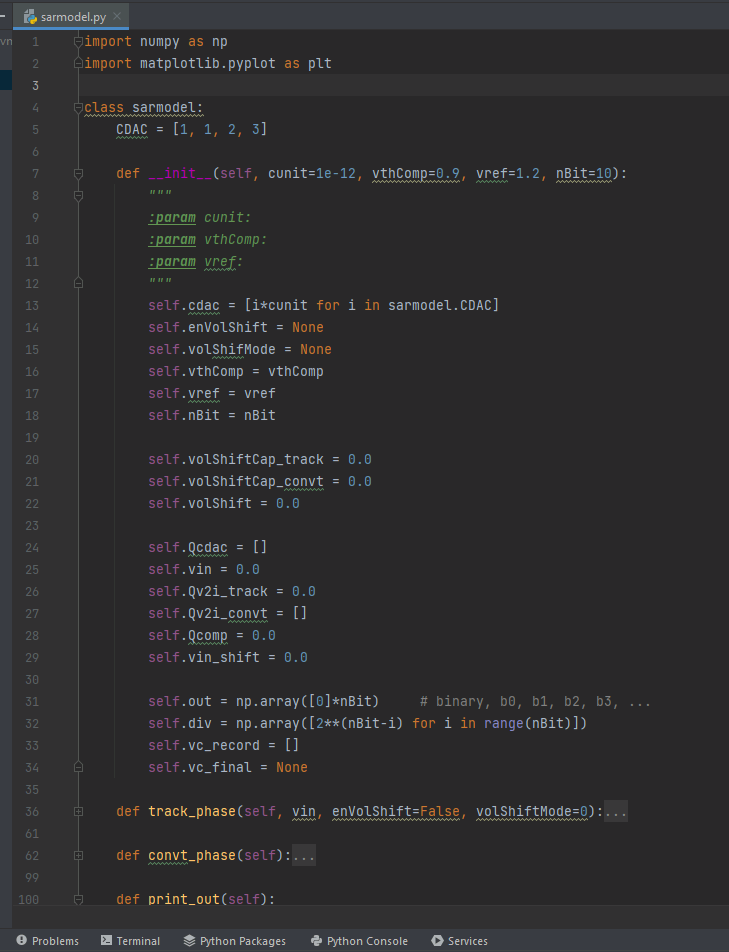 sarmodel.py
1 import numpy as np
2 import matplotlib.pyplot as plt
3
4 class sarmodel:
5     CDAC = [1, 1, 2, 3]
6
7     def __init__(self, cunit=1e-12, vthComp=0.9, vref=1.2, nBit=10):
8         """
9         :param cunit:
10         :param vthComp:
11         :param vref:
12         """
13         self.cdac = [i*cunit for i in sarmodel.CDAC]
14         self.enVolShift = None
15         self.volShifMode = None
16         self.vthComp = vthComp
17         self.vref = vref
18         self.nBit = nBit
19
20         self.volShiftCap_track = 0.0
21         self.volShiftCap_convt = 0.0
22         self.volShift = 0.0
23
24         self.Qcdac = []
25         self.vin = 0.0
26         self.Qv2i_track = 0.0
27         self.Qv2i_convt = []
28         self.Qcomp = 0.0
29         self.vin_shift = 0.0
30
31         self.out = np.array([0]*nBit)     # binary, b0, b1, b2, b3, ...
32         self.div = np.array([2**(nBit-i) for i in range(nBit)])
33         self.vc_record = []
34         self.vc_final = None
35
36     def track_phase(self, vin, enVolShift=False, volShiftMode=0):...
61
62     def convt_phase(self):...
99
100     def print_out(self):
Problems Terminal Python Packages Python Console Services